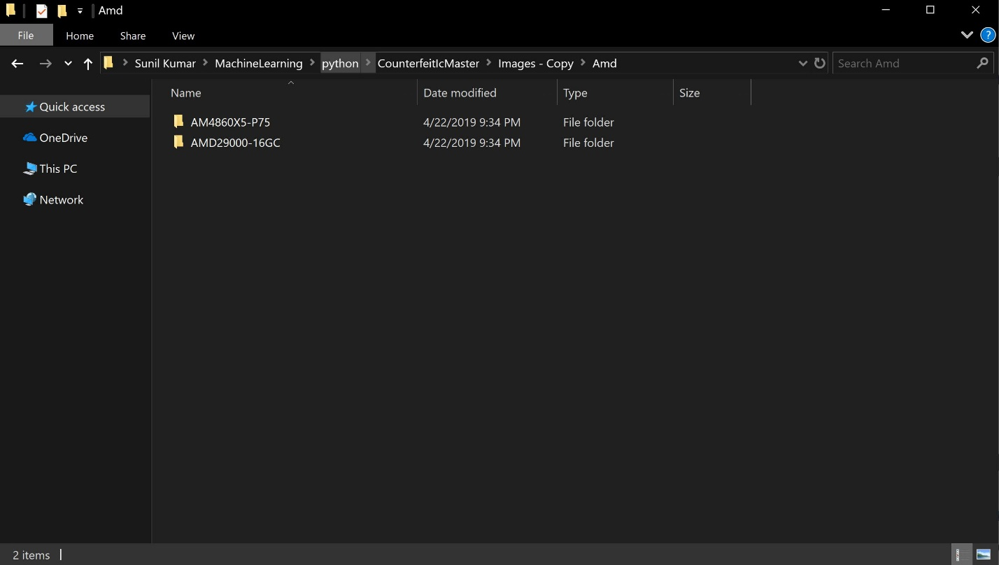 Amd
File Home Share View
Sunil Kumar MachineLearning python CounterfeitIcMaster Images - Copy Amd Search Amd
Name Date modified Type Size
Quick access
AM4860X5-P75 4/22/2019 9:34 PM File folder
OneDrive
AMD29000-16GC 4/22/2019 9:34 PM File folder
This PC
Network
2 items